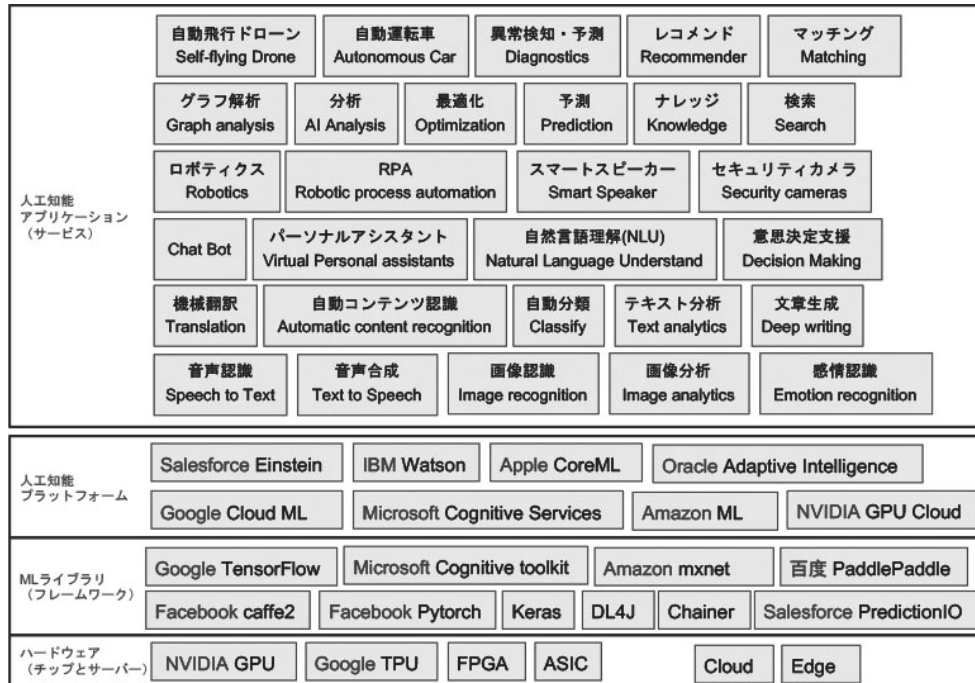 人工知能
アプリケーション
（サービス）
自動飛行ドローン
Self-flying Drone
自動運転車
Autonomous Car
異常検知・予測
Diagnostics
レコメンド
Recommender
マッチング
Matching
グラフ解析
Graph analysis
分析
AI Analysis
最適化
Optimization
予測
Prediction
ナレッジ
Knowledge
検索
Search
ロボティクス
Robotics
RPA
Robotic process automation
スマートスピーカー
Smart Speaker
セキュリティカメラ
Security cameras
Chat Bot
パーソナルアシスタント
Virtual Personal assistants
自然言語理解(NLU)
Natural Language Understand
意思決定支援
Decision Making
機械翻訳
Translation
自動コンテンツ認識
Automatic content recognition
自動分類
Classify
テキスト分析
Text analytics
文章生成
Deep writing
音声認識
Speech to Text
音声合成
Text to Speech
画像認識
Image recognition
画像分析
Image analytics
感情認識
Emotion recognition
人工知能
プラットフォーム
Salesforce Einstein
IBM Watson
Apple CoreML
Oracle Adaptive Intelligence
Google Cloud ML
Microsoft Cognitive Services
Amazon ML
NVIDIA GPU Cloud
MLライブラリ
（フレームワーク）
Google TensorFlow
Microsoft Cognitive toolkit
Amazon mxnet
百度 PaddlePaddle
Facebook caffe2
Facebook Pytorch
Keras
DL4J
Chainer
Salesforce PredictionIO
ハードウェア
（チップとサーバー）
NVIDIA GPU
Google TPU
FPGA
ASIC
Cloud
Edge